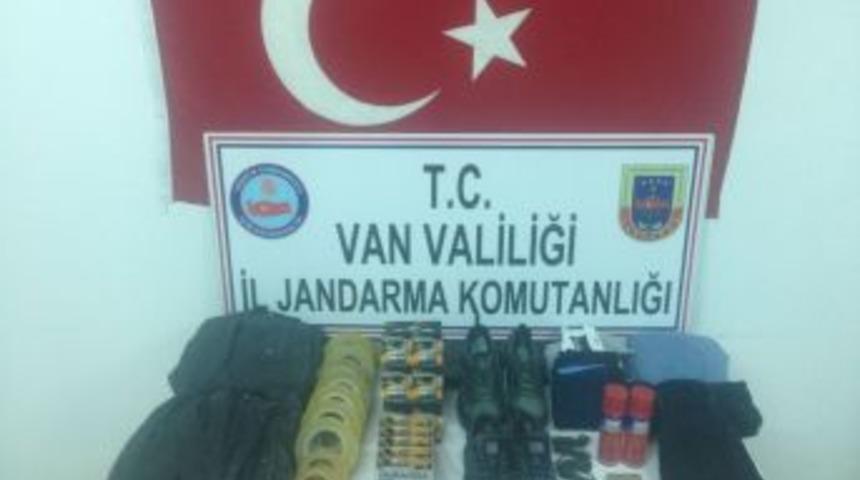 T.C.
VAN VALİLİĞİ
İL JANDARMA KOMUTANLIĞI